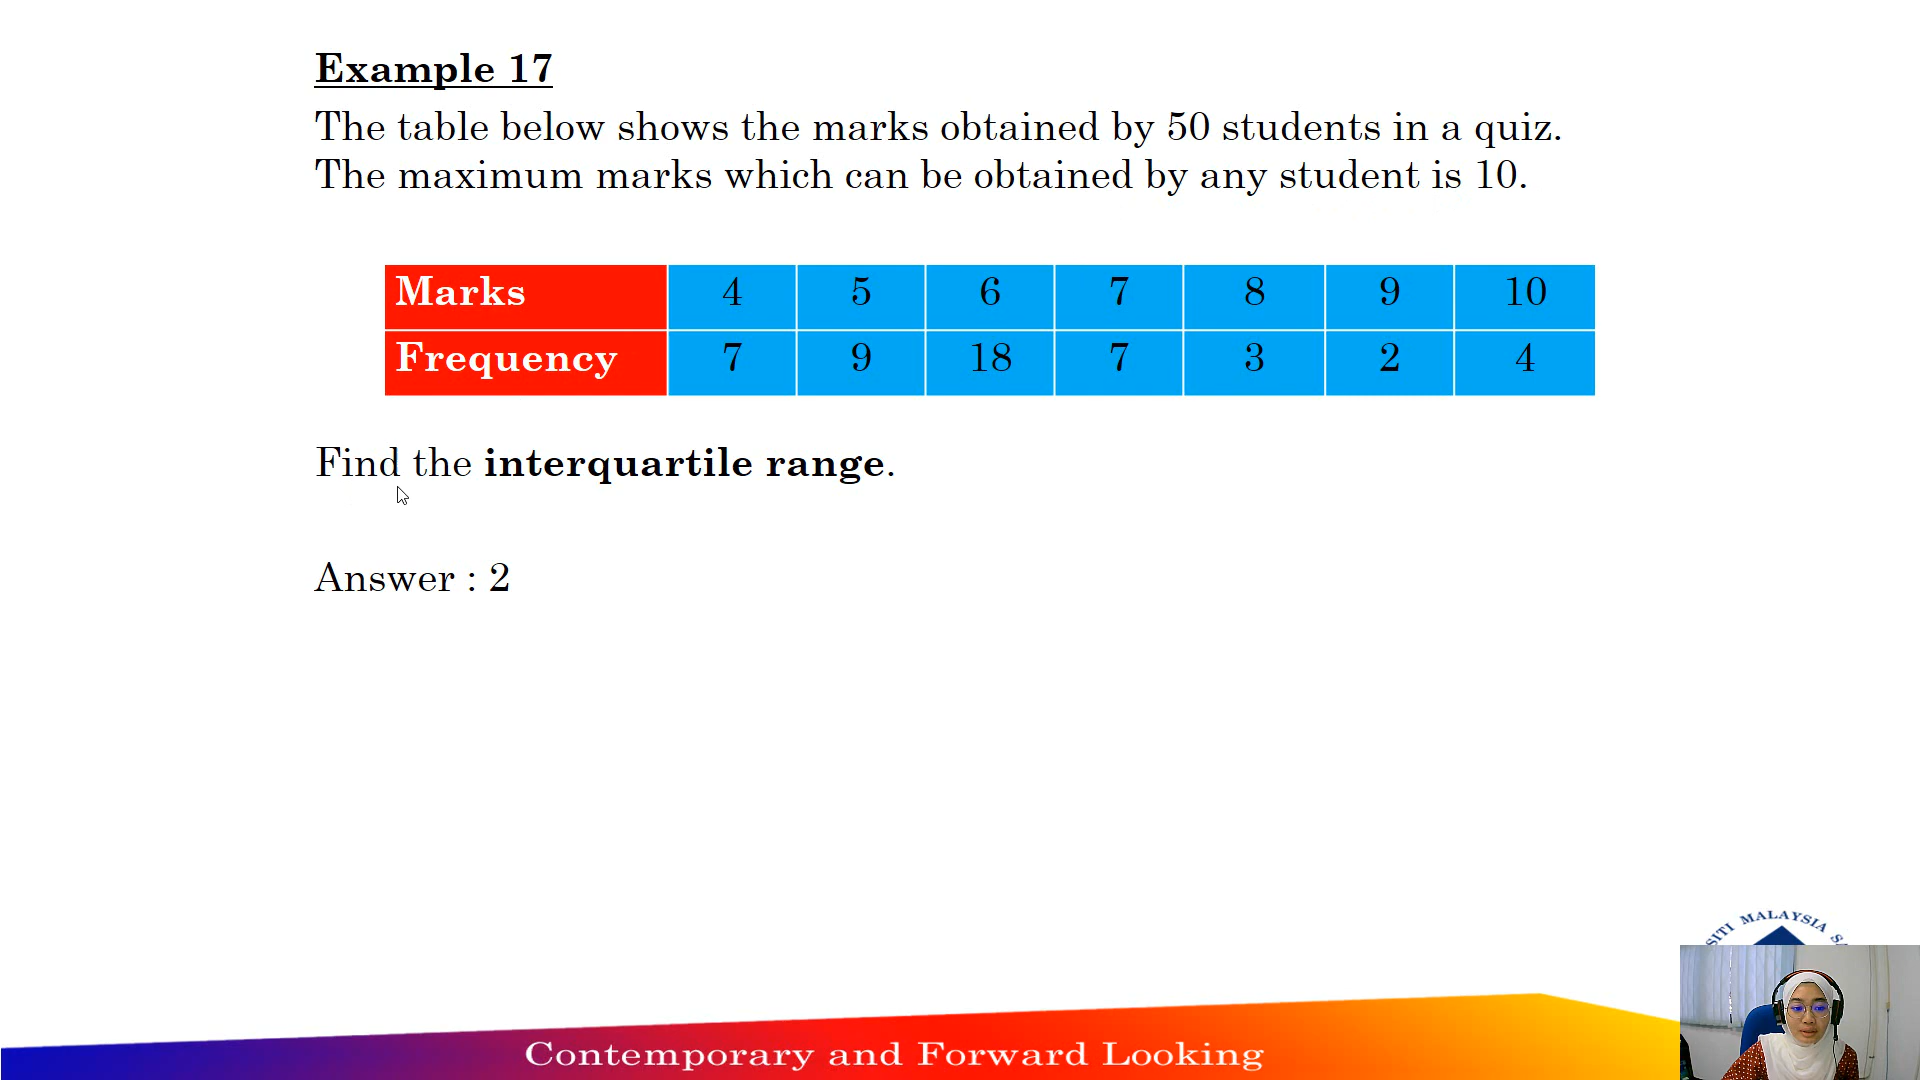 Example 17
The table below shows the marks obtained by 50 students in a quiz.
The maximum marks which can be obtained by any student is 10.
Marks 4 5 6 7 8 9 10
Frequency 7 9 18 7 3 2 4
Find the interquartile range.
Answer : 2
SITI MALAYSIA
Contemporary and Forward Looking